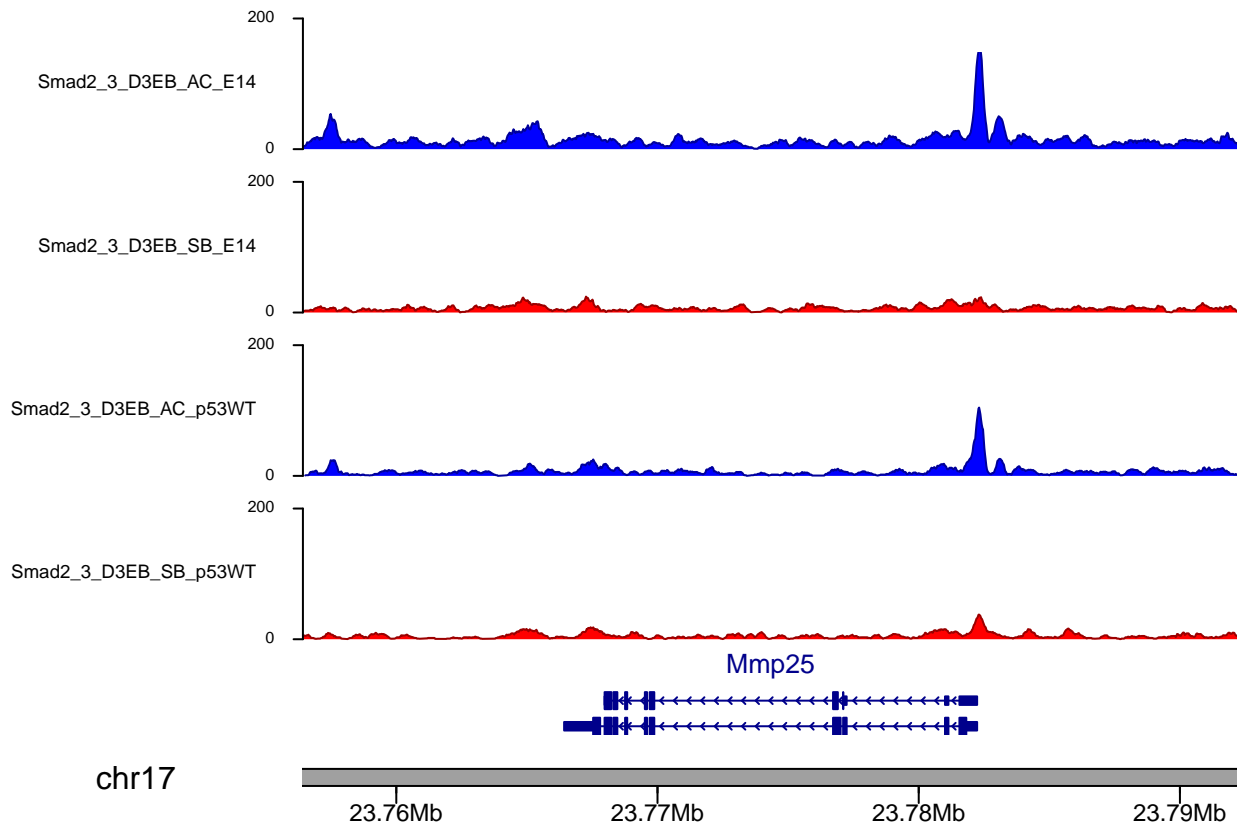 200
Smad2_3_D3EB_AC_E14
0
200
Smad2_3_D3EB_SB_E14
0
200
Smad2_3_D3EB_AC_p53WT
0
200
Smad2_3_D3EB_SB_p53WT
0
Mmp25
chr17
23.76Mb 23.77Mb 23.78Mb 23.79Mb